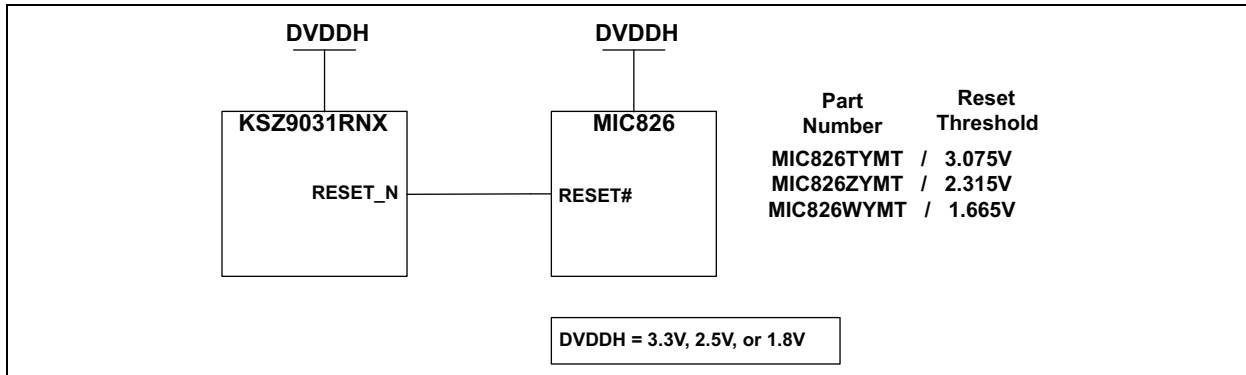 DVDDH
DVDDH
KSZ9031RNX
MIC826
RESET_N
RESET#
Part Number
Reset Threshold
MIC826TYMT / 3.075V
MIC826ZYMT / 2.315V
MIC826WYMT / 1.665V
DVDDH = 3.3V, 2.5V, or 1.8V